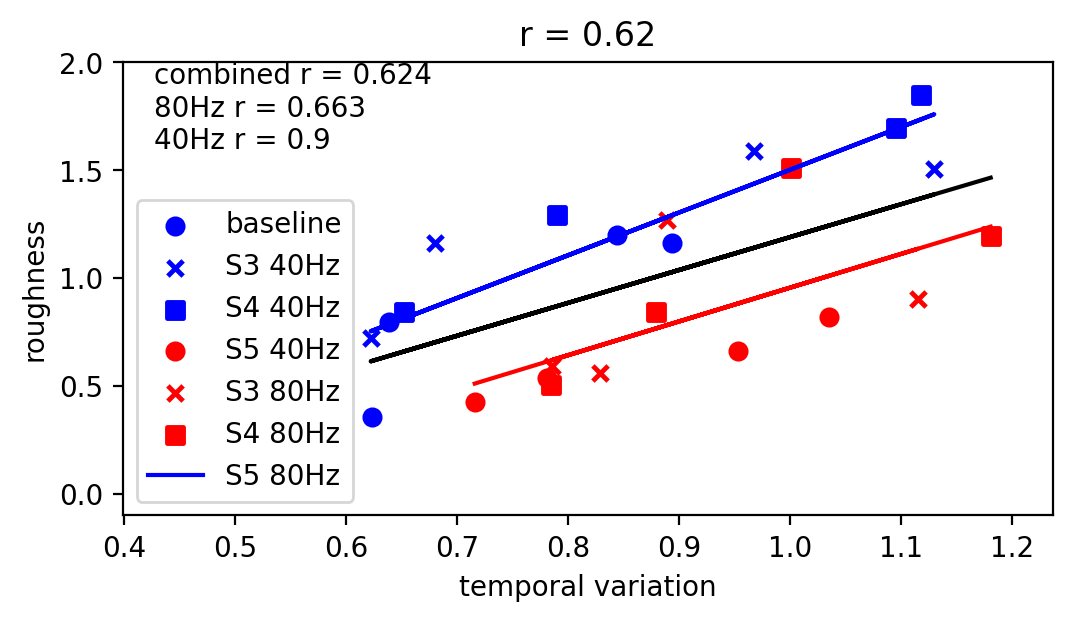 r = 0.62
combined r = 0.624
80Hz r = 0.663
40Hz r = 0.9
2.0
1.5
1.0
0.5
0.0
roughness
baseline
S3 40Hz
S4 40Hz
S5 40Hz
S3 80Hz
S4 80Hz
S5 80Hz
0.4 0.5 0.6 0.7 0.8 0.9 1.0 1.1 1.2
temporal variation